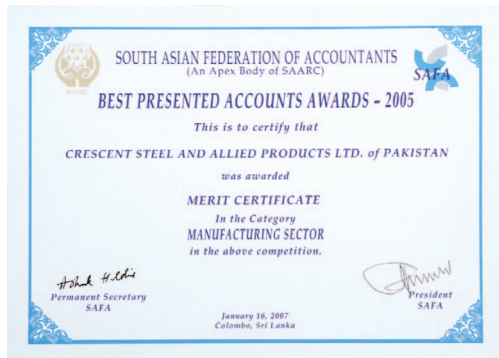 SOUTH ASIAN FEDERATION OF ACCOUNTANTS
(An Apex Body of SAARC)
SAARC
SAFA
BEST PRESENTED ACCOUNTS AWARDS – 2005
This is to certify that
CRESCENT STEEL AND ALLIED PRODUCTS LTD. of PAKISTAN
was awarded
MERIT CERTIFICATE
In the Category
MANUFACTURING SECTOR
in the above competition.
Permanent Secretary
SAFA
President
SAFA
January 16, 2007
Colombo, Sri Lanka